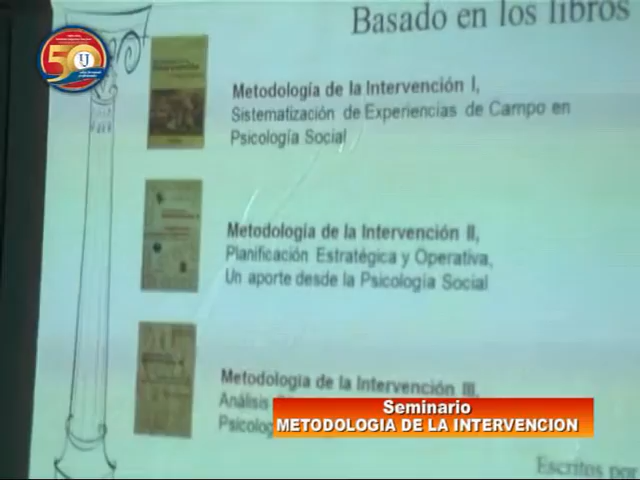 Basado en los libros
50
UJ
Metodología de la Intervención I,
Sistematización de Experiencias de Campo en
Psicología Social
Metodología de la Intervención II,
Planificación Estratégica y Operativa,
Un aporte desde la Psicología Social
Metodología de la Intervención III,
Análisis
Seminario
METODOLOGIA DE LA INTERVENCION
Escritos por